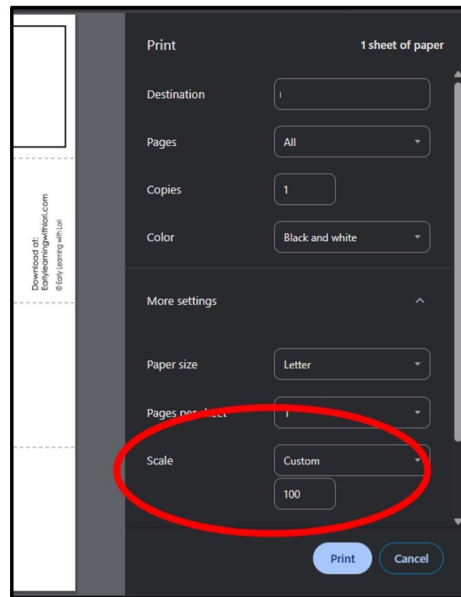 Print 1 sheet of paper
Destination
Pages All
Copies 1
Color Black and white
More settings
Paper size Letter
Pages per sheet 1
Scale Custom
100
Print Cancel
Download at:
Earlylearningwithlori.com
© Early Learning with Lori